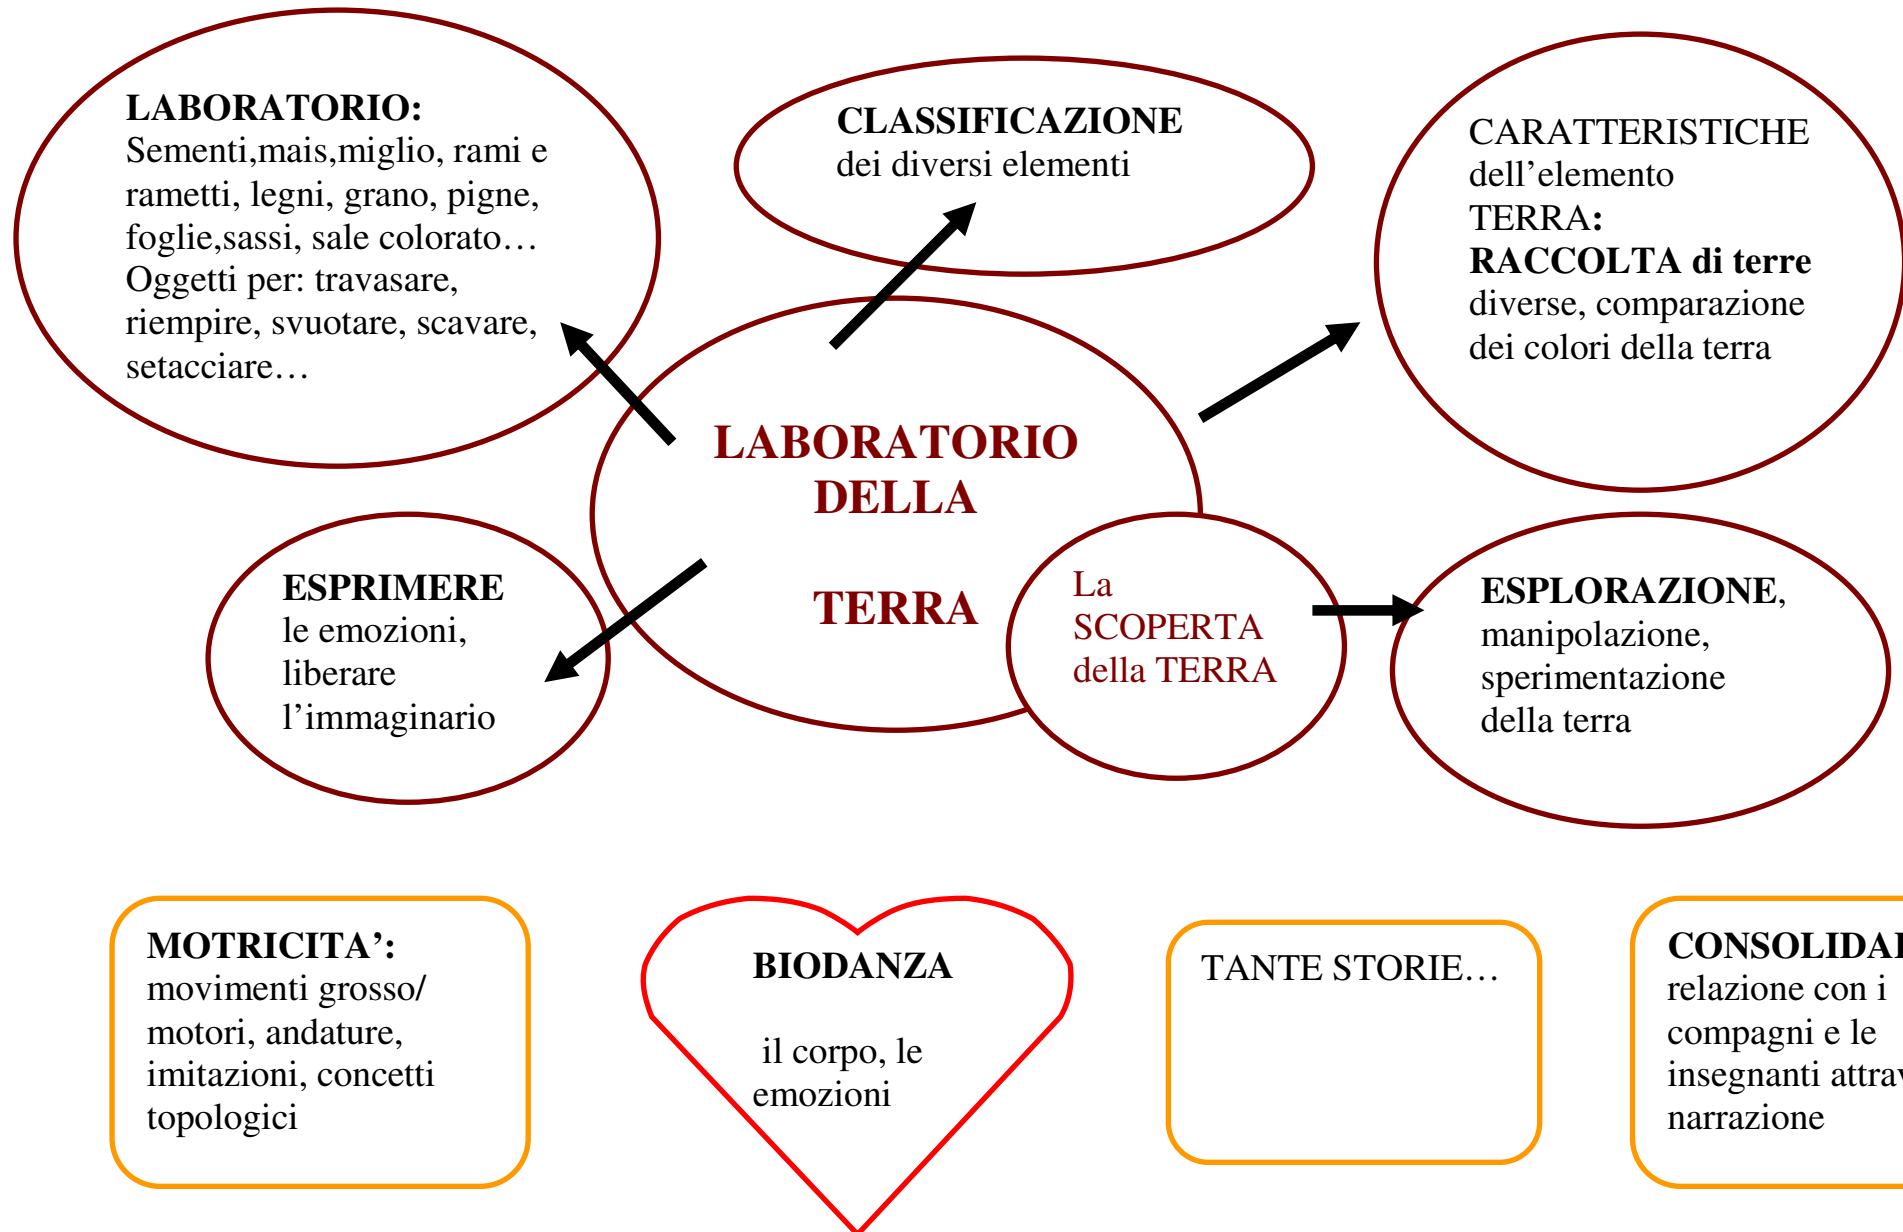 LABORATORIO:
Sementi,mais,miglio, rami e
rametti, legni, grano, pigne,
foglie,sassi, sale colorato…
Oggetti per: travasare,
riempire, svuotare, scavare,
setacciare…
CLASSIFICAZIONE
dei diversi elementi
CARATTERISTICHE
dell’elemento
TERRA:
RACCOLTA di terre
diverse, comparazione
dei colori della terra
LABORATORIO
DELLA
TERRA
La
SCOPERTA
della TERRA
ESPRIMERE
le emozioni,
liberare
l’immaginario
ESPLORAZIONE,
manipolazione,
sperimentazione
della terra
MOTRICITA’:
movimenti grosso/
motori, andature,
imitazioni, concetti
topologici
BIODANZA
il corpo, le
emozioni
TANTE STORIE…
relazione con i
compagni e le
insegnanti
narrazione